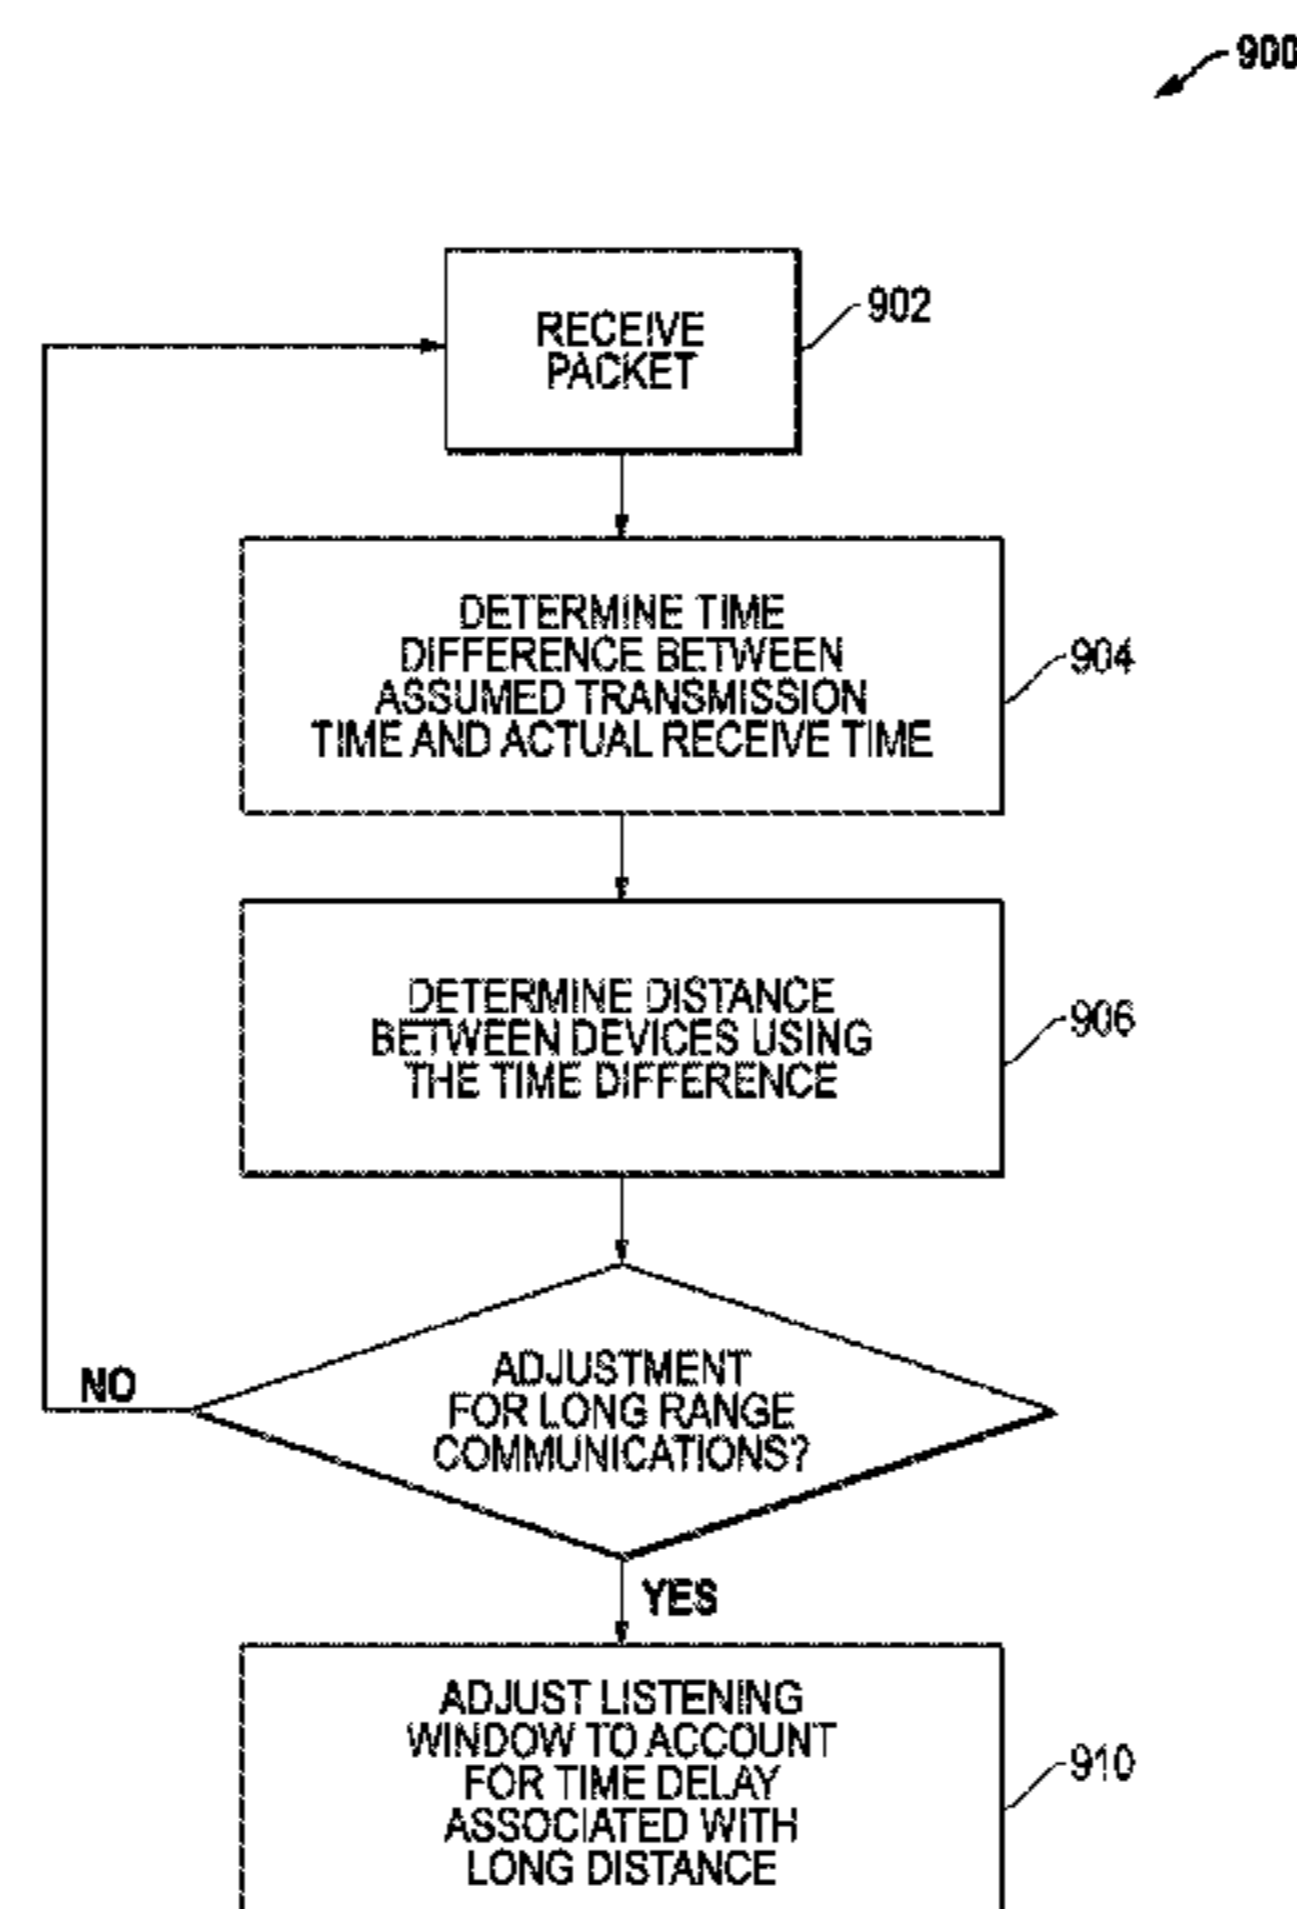 900
RECEIVE
PACKET
902
DETERMINE TIME
DIFFERENCE BETWEEN
ASSUMED TRANSMISSION
TIME AND ACTUAL RECEIVE TIME
904
DETERMINE DISTANCE
BETWEEN DEVICES USING
THE TIME DIFFERENCE
906
ADJUSTMENT
FOR LONG RANGE
COMMUNICATIONS?
NO
YES
ADJUST LISTENING
WINDOW TO ACCOUNT
FOR TIME DELAY
ASSOCIATED WITH
LONG DISTANCE
910